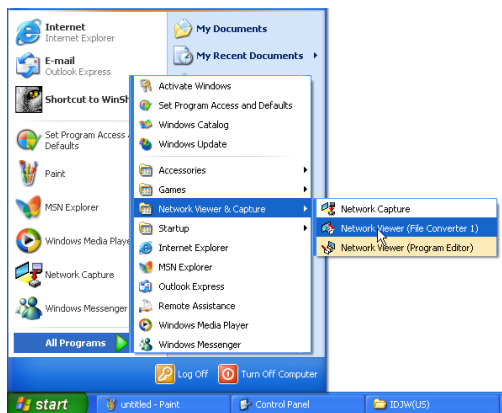 Internet
Internet Explorer
E-mail
Outlook Express
Shortcut to WinSh
Set Program Access
Defaults
Paint
MSN Explorer
Windows Media Playe
Network Capture
Windows Messenger
All Programs
My Documents
My Recent Documents
Activate Windows
Set Program Access and Defaults
Windows Catalog
Windows Update
Accessories
Games
Network Viewer & Capture
Startup
Internet Explorer
MSN Explorer
Outlook Express
Remote Assistance
Windows Media Player
Windows Messenger
Network Capture
Network Viewer (File Converter 1)
Network Viewer (Program Editor)
Log Off
Turn Off Computer
start
untitled - Paint
Control Panel
IDJW(US)